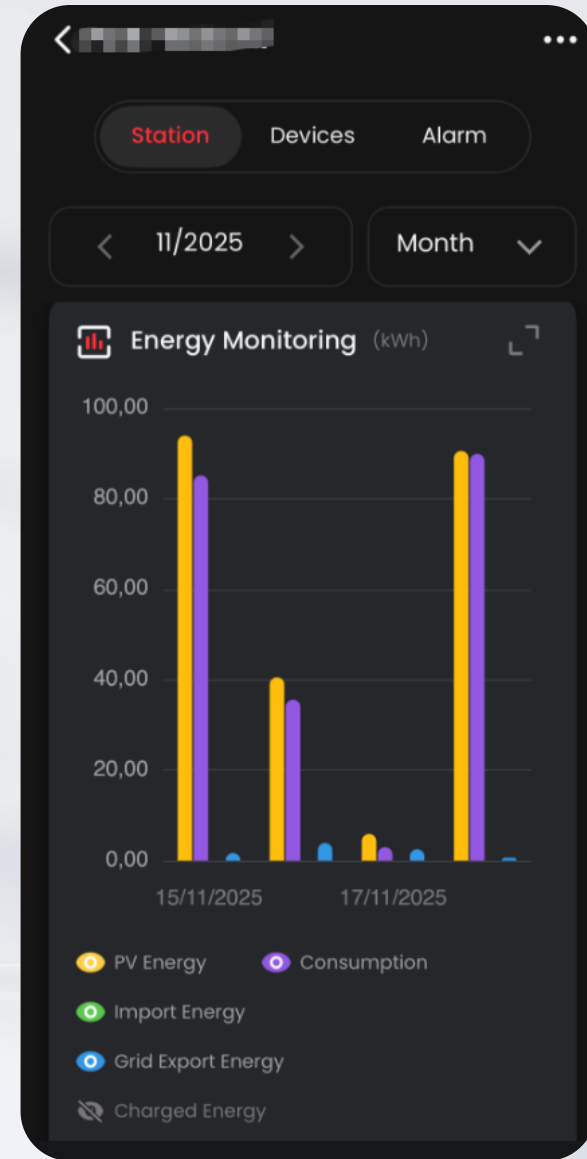 Station Devices Alarm
11/2025 Month
Energy Monitoring (kWh)
100,00
80,00
60,00
40,00
20,00
0,00
15/11/2025 17/11/2025
PV Energy Consumption
Import Energy
Grid Export Energy
Charged Energy